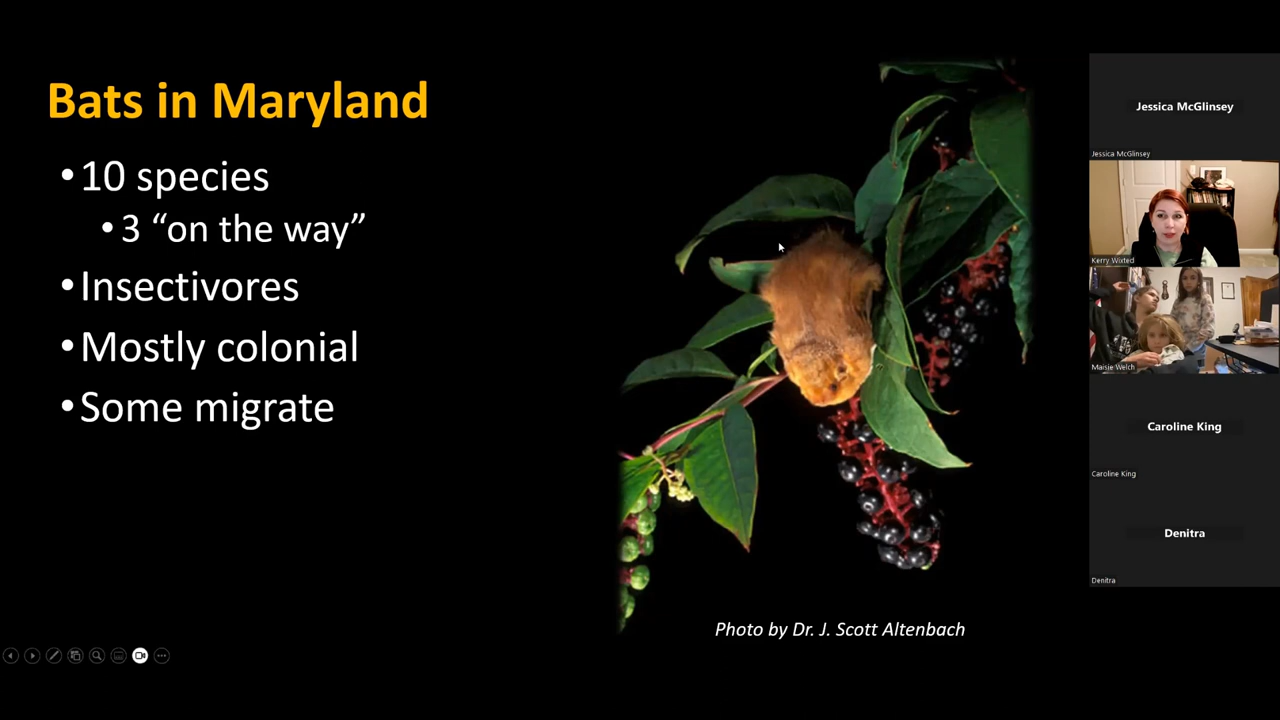 Bats in Maryland
•10 species
•3 “on the way”
•Insectivores
•Mostly colonial
•Some migrate
Photo by Dr. J. Scott Altenbach
Jessica McGlinsey
Jessica McGlinsey
Kerry Wixted
Maisie Welch
Caroline King
Caroline King
Denitra
Denitra